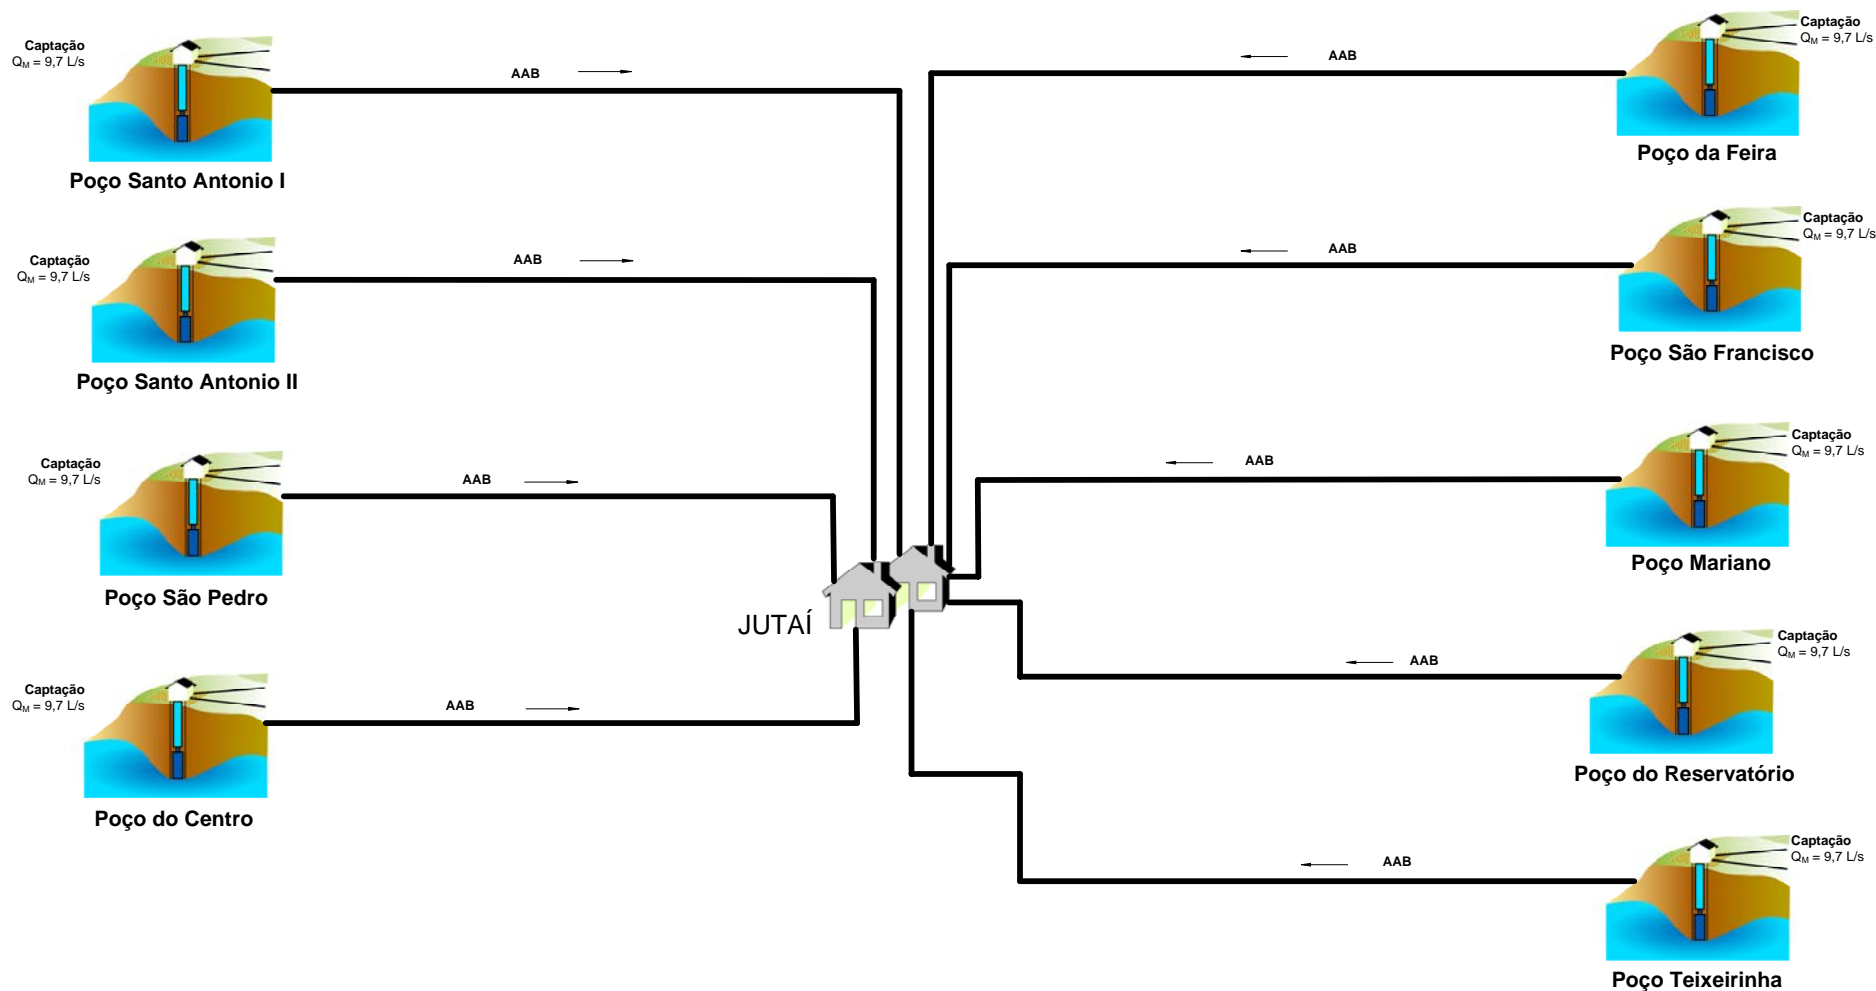 Captação
QM = 9,7 L/s
AAB
Poço Santo Antonio I
Captação
QM = 9,7 L/s
AAB
Poço Santo Antonio II
Captação
QM = 9,7 L/s
AAB
Poço São Pedro
Captação
QM = 9,7 L/s
AAB
Poço do Centro
JUTAÍ
Captação
QM = 9,7 L/s
AAB
Poço da Feira
Captação
QM = 9,7 L/s
AAB
Poço São Francisco
Captação
QM = 9,7 L/s
AAB
Poço Mariano
Captação
QM = 9,7 L/s
AAB
Poço do Reservatório
Captação
QM = 9,7 L/s
AAB
Poço Teixeirinha